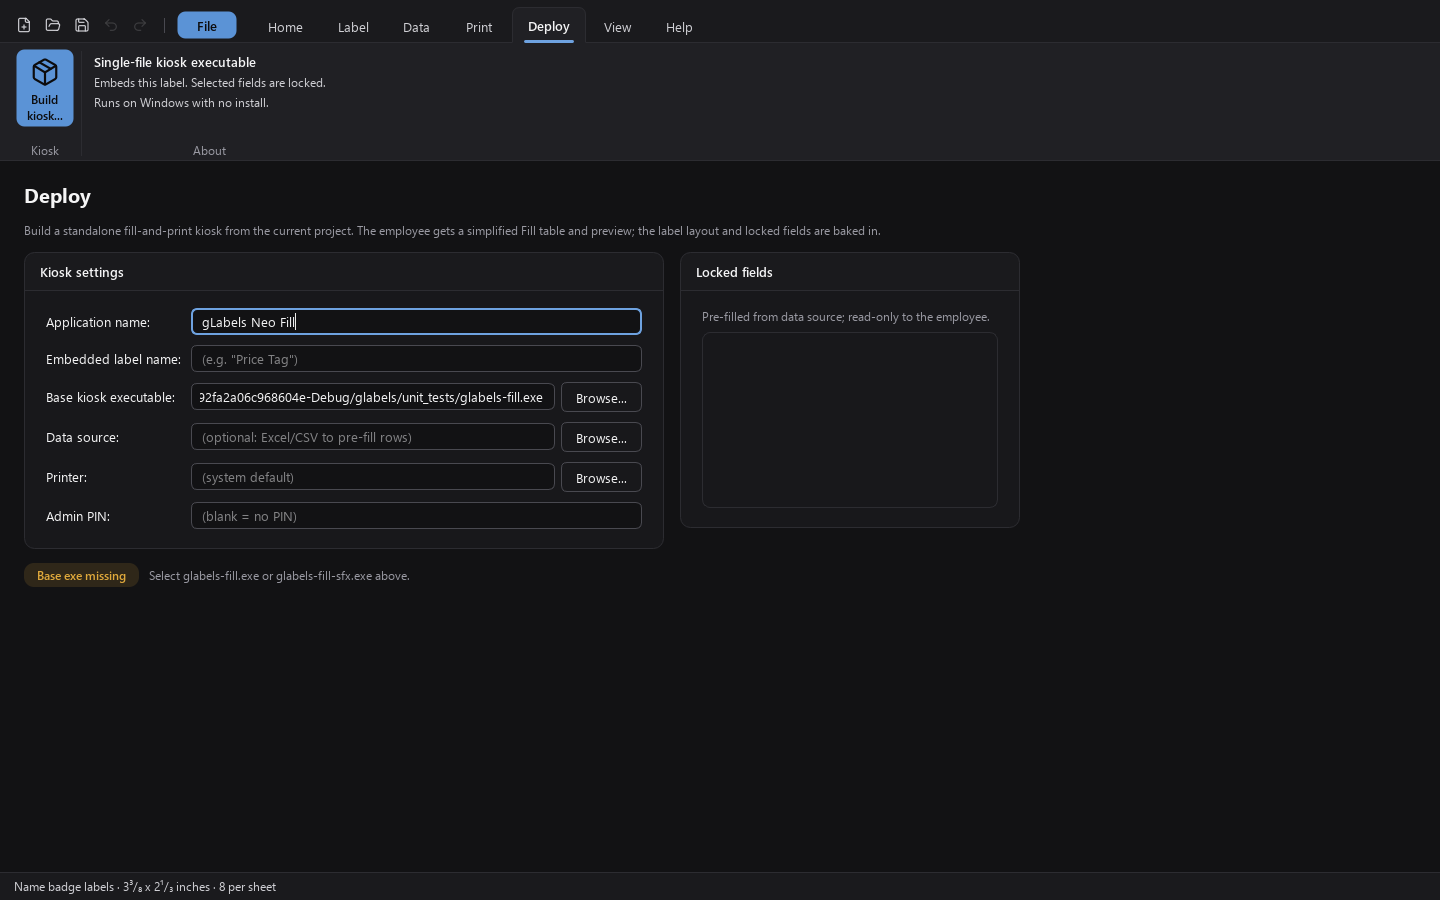 File Home Label Data Print Deploy View Help
Build kiosk...
Single-file kiosk executable
Embeds this label. Selected fields are locked.
Runs on Windows with no install.
Kiosk
About
Deploy
Build a standalone fill-and-print kiosk from the current project. The employee gets a simplified Fill table and preview; the label layout and locked fields are baked in.
Kiosk settings
Application name: gLabels Neo Fill
Embedded label name: (e.g. "Price Tag")
Base kiosk executable: 92fa2a06c968604e-Debug/glabels/unit_tests/glabels-fill.exe Browse...
Data source: (optional: Excel/CSV to pre-fill rows) Browse...
Printer: (system default) Browse...
Admin PIN: (blank = no PIN)
Locked fields
Pre-filled from data source; read-only to the employee.
Base exe missing Select glabels-fill.exe or glabels-fill-sfx.exe above.
Name badge labels · 3³/₈ x 2¹/₃ inches · 8 per sheet